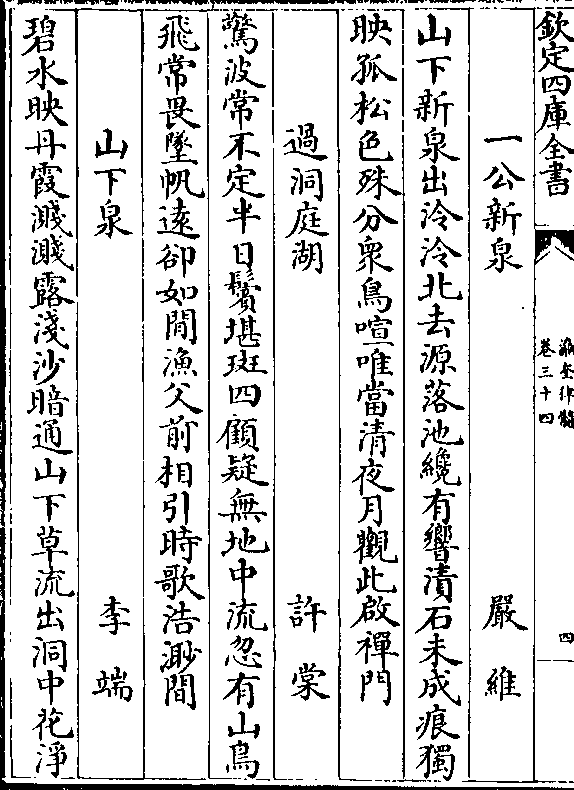 欽定四庫全書 瀛奎律髓 卷三十四 四
一公新泉 嚴維
山下新泉出泠泠北去源落池纔有響濆石未成痕獨
映孤松色殊分衆鳥喧唯當清夜月觀此啟禪門
過洞庭湖 許棠
驚波常不定半日鬢堪斑四顧疑無地中流忽有山鳥
飛常畏墜帆遠卻如閒漁父前相引時歌浩渺間
山下泉 李端
碧水映丹霞濺濺露淺沙暗通山下草流出洞中花淨